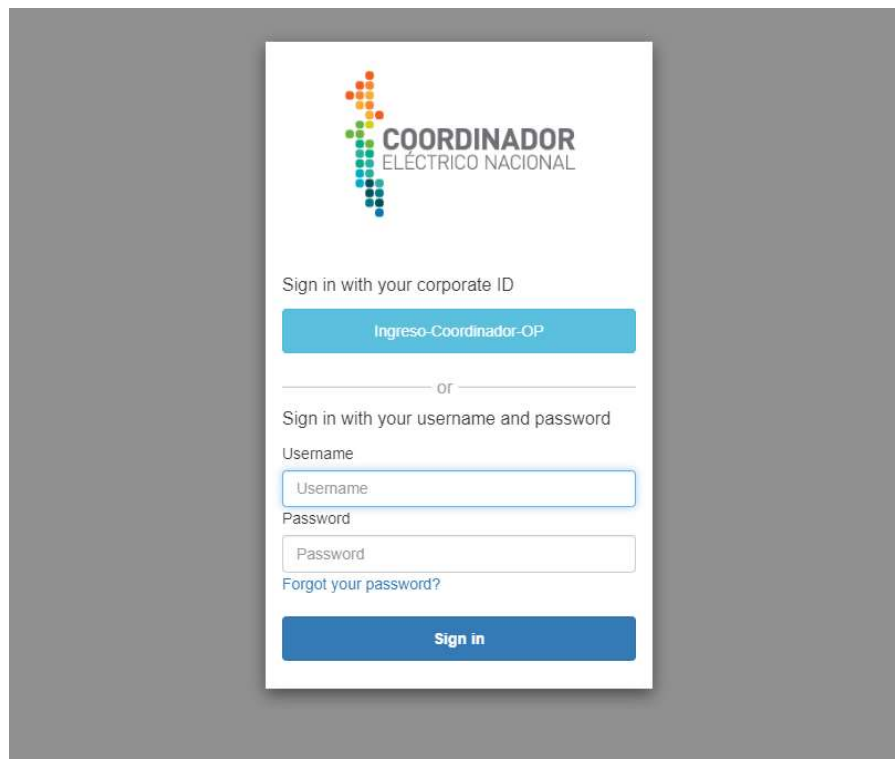 COORDINADOR
ELÉCTRICO NACIONAL
Sign in with your corporate ID
Ingreso-Coordinador-OP
or
Sign in with your username and password
Username
Username
Password
Password
Forgot your password?
Sign in